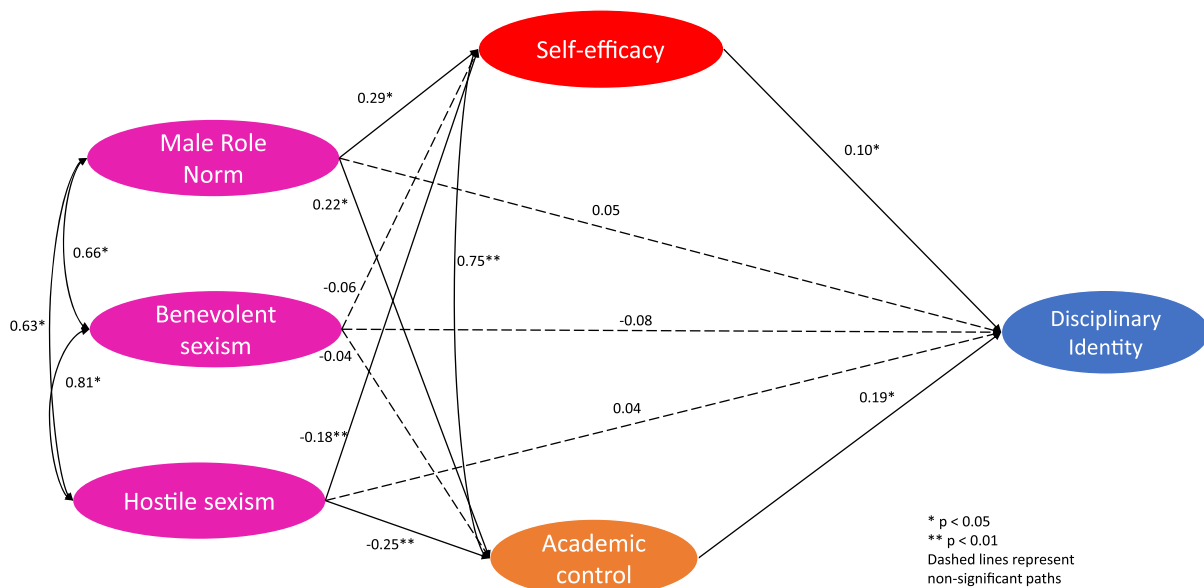 Self-efficacy
0.29*
Male Role
Norm
0.10*
0.22*
0.05
0.66*
0.75**
-0.06
Benevolent
sexism
-0.08
Disciplinary
Identity
0.63*
-0.04
0.81*
0.19*
0.04
-0.18**
Hostile sexism
-0.25**
Academic
control
* p < 0.05
** p < 0.01
Dashed lines represent
non-significant paths